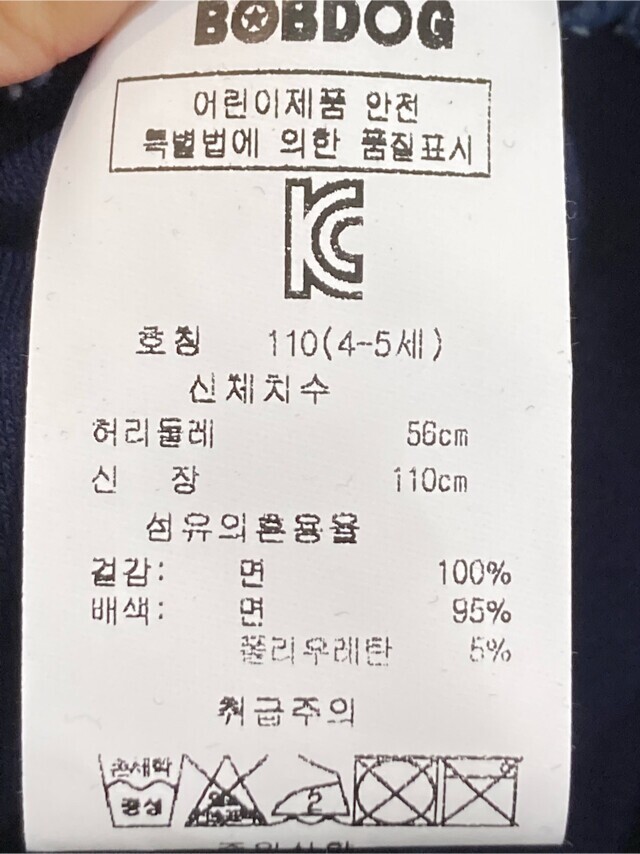 BOBDOG
어린이제품 안전
특별법에 의한 품질표시
호칭 110(4-5세)
신체치수
허리둘레 56cm
신 장 110cm
섬유의혼용율
겉감: 면 100%
배색: 면 95%
폴리우레탄 5%
취급주의
손세탁
중성
2